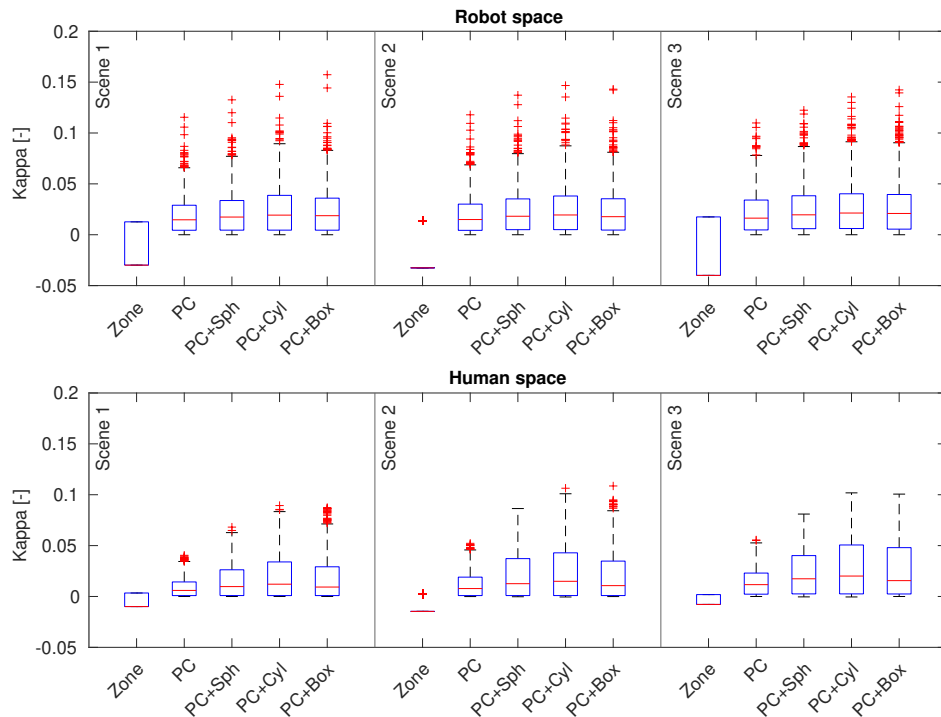 Robot space
0.2
0.15
0.1
0.05
0
-0.05
Kappa [-]
Scene 1
Scene 2
Scene 3
Zone
PC
PC+Sph
PC+Cyl
PC+Box
Zone
PC
PC+Sph
PC+Cyl
PC+Box
Zone
PC
PC+Sph
PC+Cyl
PC+Box
Human space
0.2
0.15
0.1
0.05
0
-0.05
Kappa [-]
Scene 1
Scene 2
Scene 3
Zone
PC
PC+Sph
PC+Cyl
PC+Box
Zone
PC
PC+Sph
PC+Cyl
PC+Box
Zone
PC
PC+Sph
PC+Cyl
PC+Box